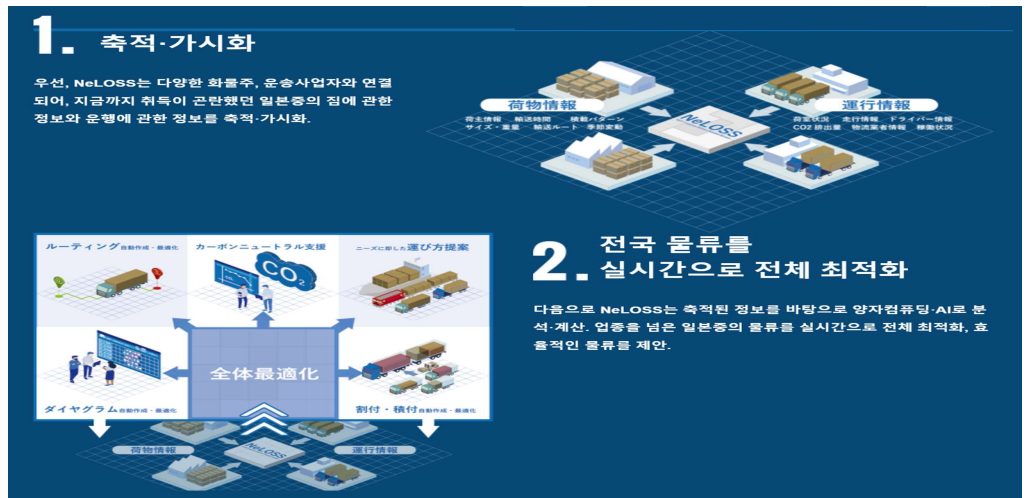 1. 축적·가시화
우선, NeLOSS는 다양한 화물주, 운송사업자와 연결
되어, 지금까지 취득이 곤란했던 일본중의 짐에 관한
정보와 운행에 관한 정보를 축적·가시화.
荷物情報
荷主情報 輸送時間 積載パターン
サイズ・重量 輸送ルート 季節変動
NeLOSS
運行情報
荷室状況 走行情報 ドライバー情報
CO2 排出量 物流業者情報 稼働状況
ルーティング自動作成・最適化
カーボンニュートラル支援
CO2
ニーズに即した運び方提案
全体最適化
ダイヤグラム自動作成・最適化
割付・積付自動作成・最適化
荷物情報
NeLOSS
運行情報
2. 전국 물류를
실시간으로 전체 최적화
다음으로 NeLOSS는 축적된 정보를 바탕으로 양자컴퓨딩·AI로 분
석·계산. 업종을 넘은 일본중의 물류를 실시간으로 전체 최적화, 효
율적인 물류를 제안.